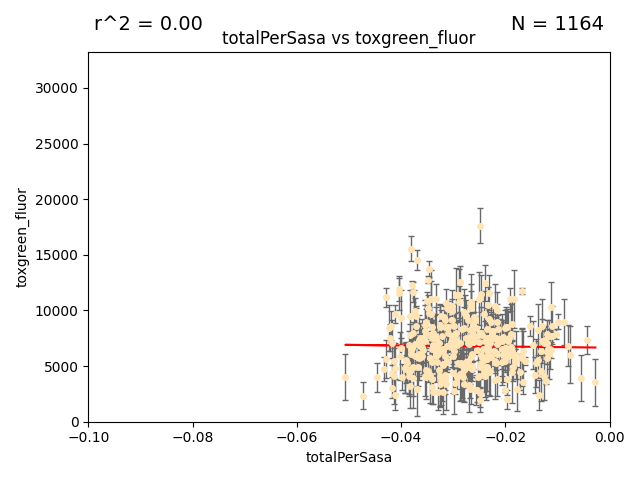 r^2 = 0.00
N = 1164
totalPerSasa vs toxgreen_fluor
30000
25000
20000
15000
10000
5000
0
toxgreen_fluor
−0.10
−0.08
−0.06
−0.04
−0.02
0.00
totalPerSasa